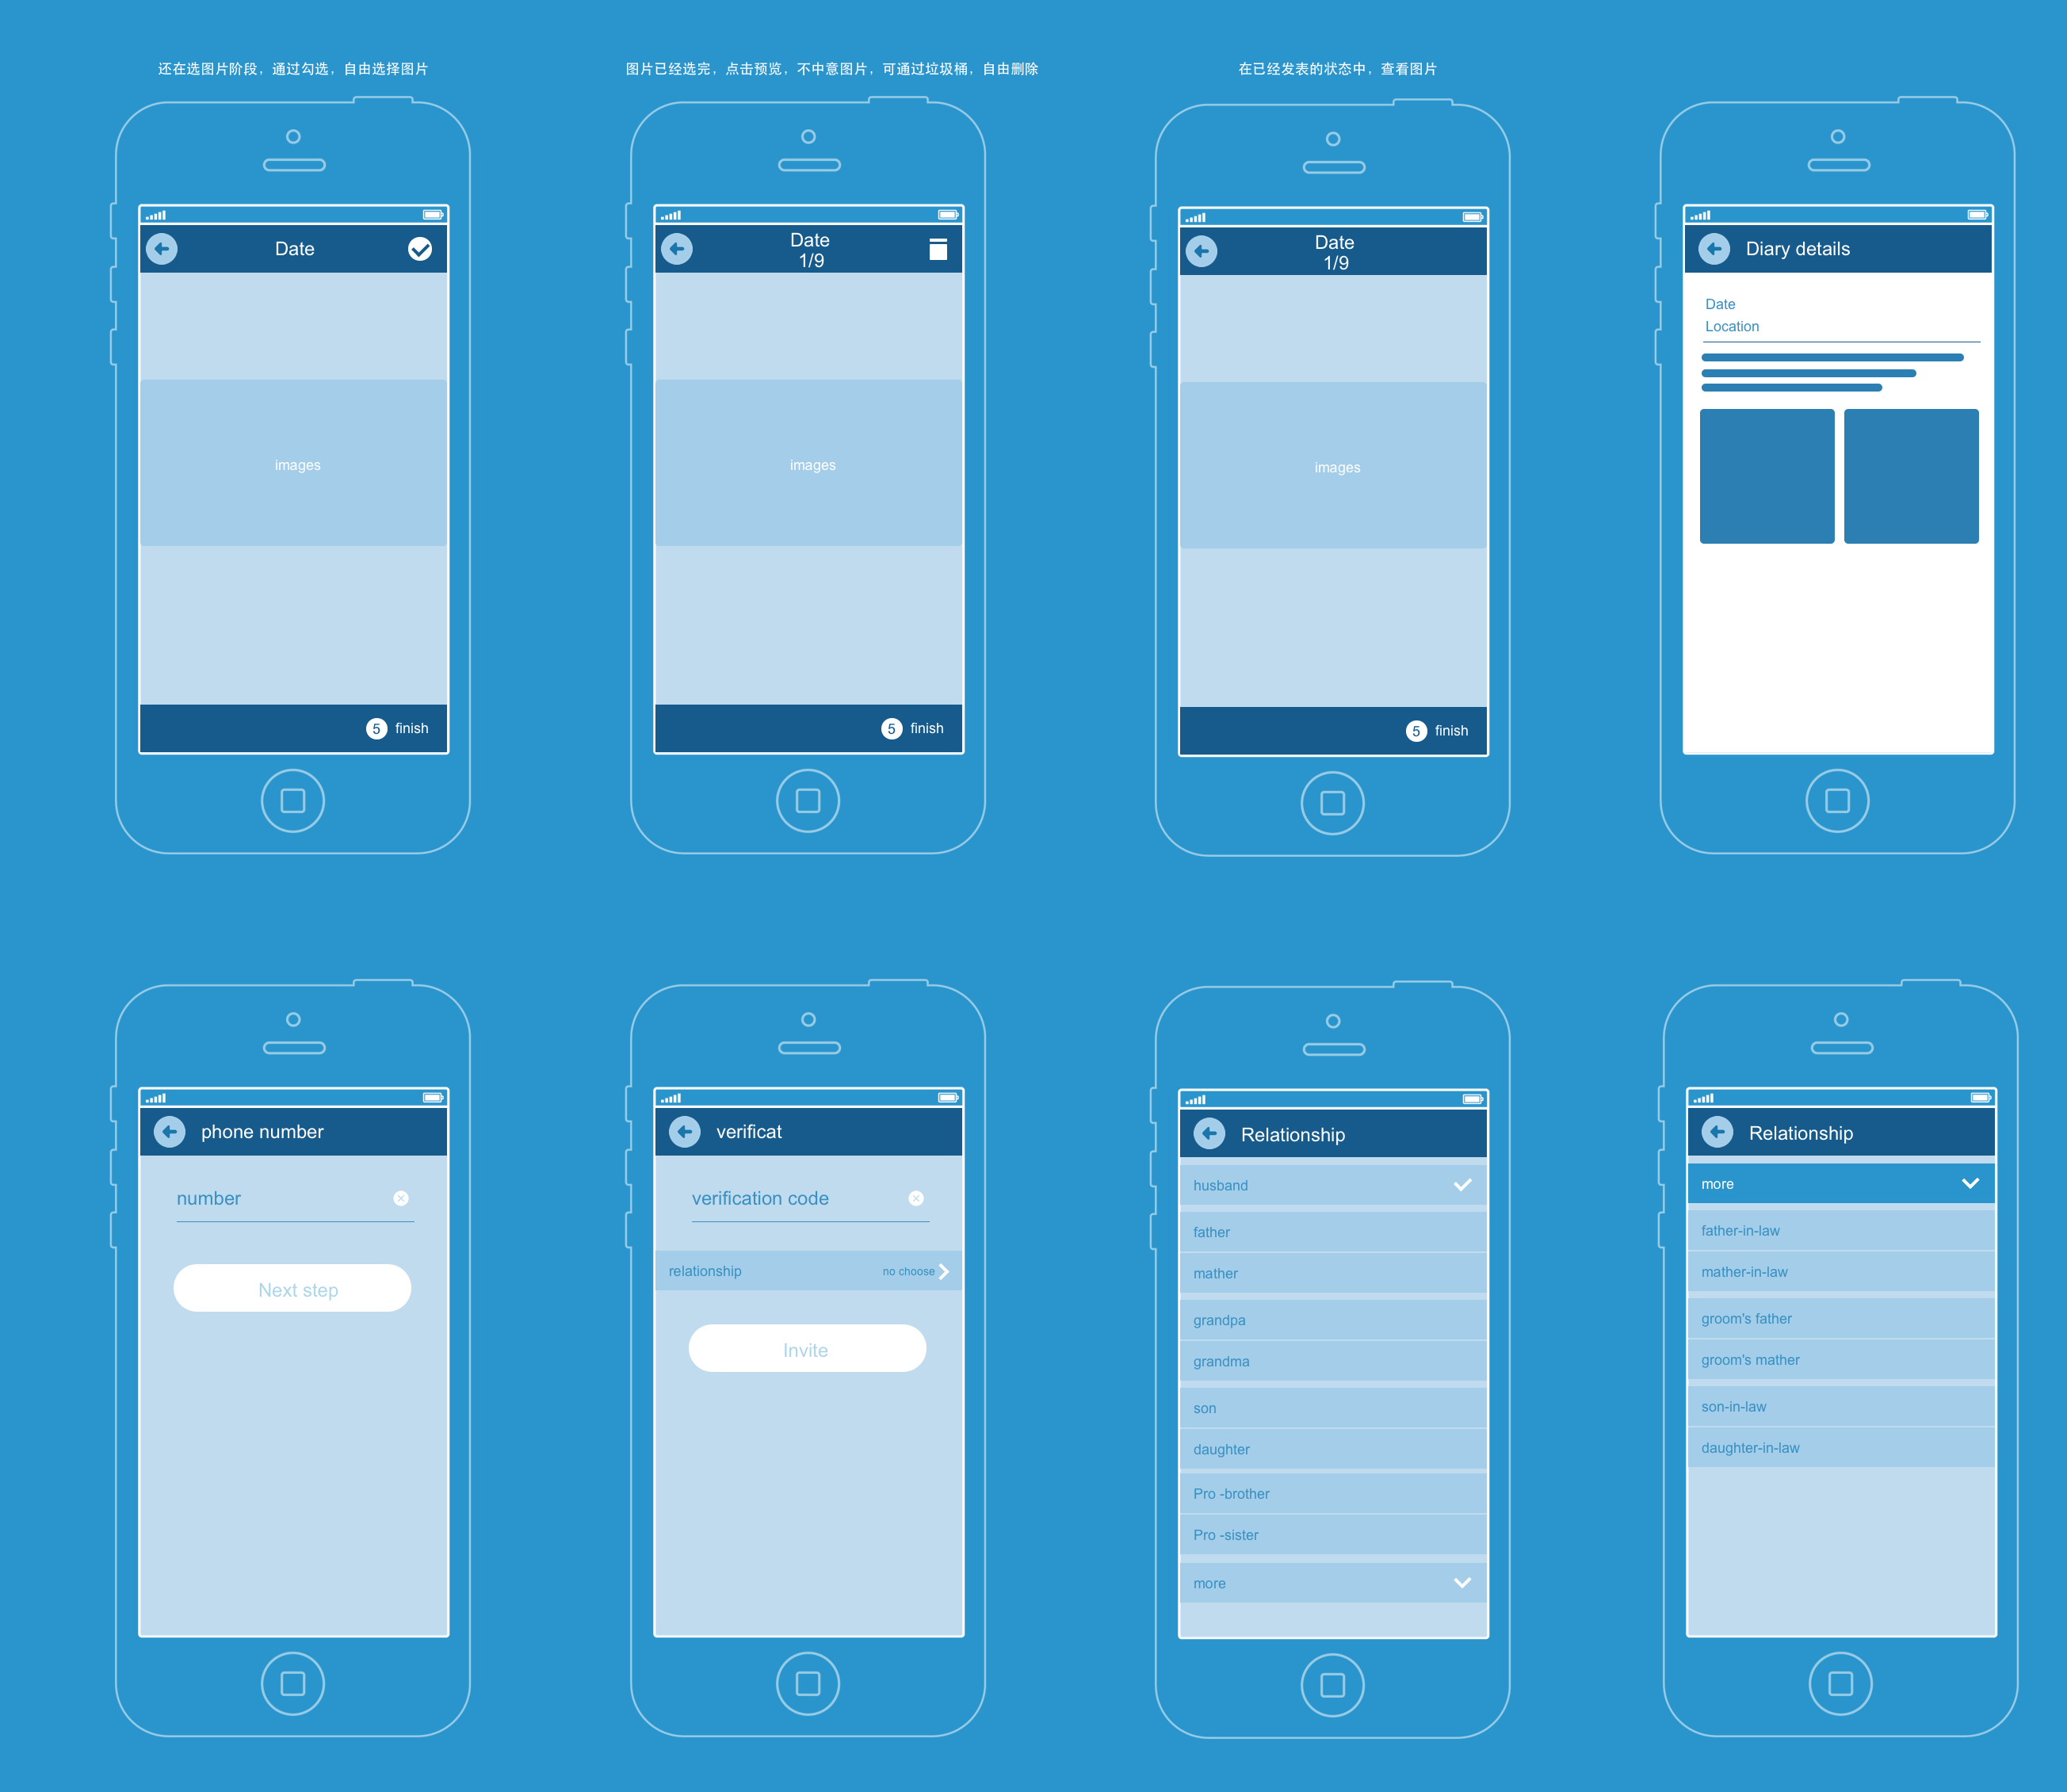 还在选图片阶段，通过勾选，自由选择图片
Date
images
5 finish
图片已经选完，点击预览，不中意图片，可通过垃圾桶，自由删除
Date
1/9
images
5 finish
在已经发表的状态中，查看图片
Date
1/9
images
5 finish
Diary details
Date
Location
phone number
number
Next step
verificat
verification code
relationship no choose
Invite
Relationship
husband
father
mather
grandpa
grandma
son
daughter
Pro -brother
Pro -sister
more
Relationship
more
father-in-law
mather-in-law
groom's father
groom's mather
son-in-law
daughter-in-law